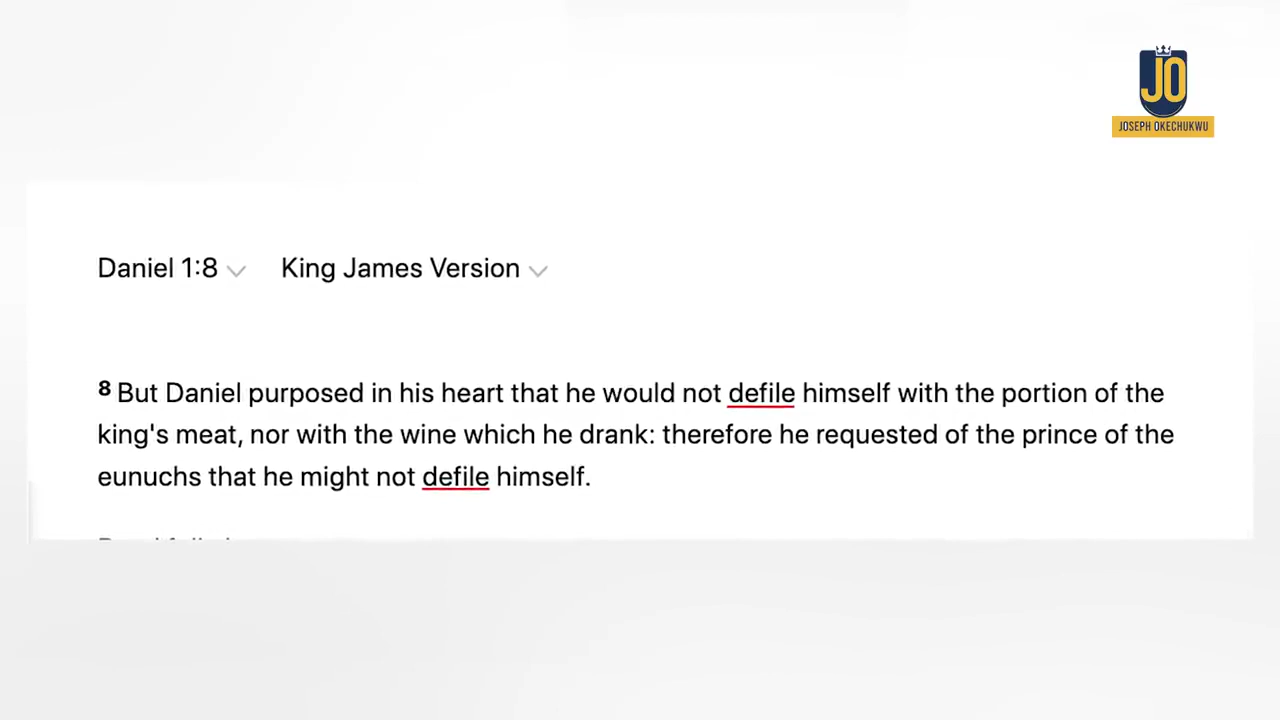 JO
JOSEPH OKECHUKWU
Daniel 1:8 King James Version
8 But Daniel purposed in his heart that he would not defile himself with the portion of the
king's meat, nor with the wine which he drank: therefore he requested of the prince of the
eunuchs that he might not defile himself.